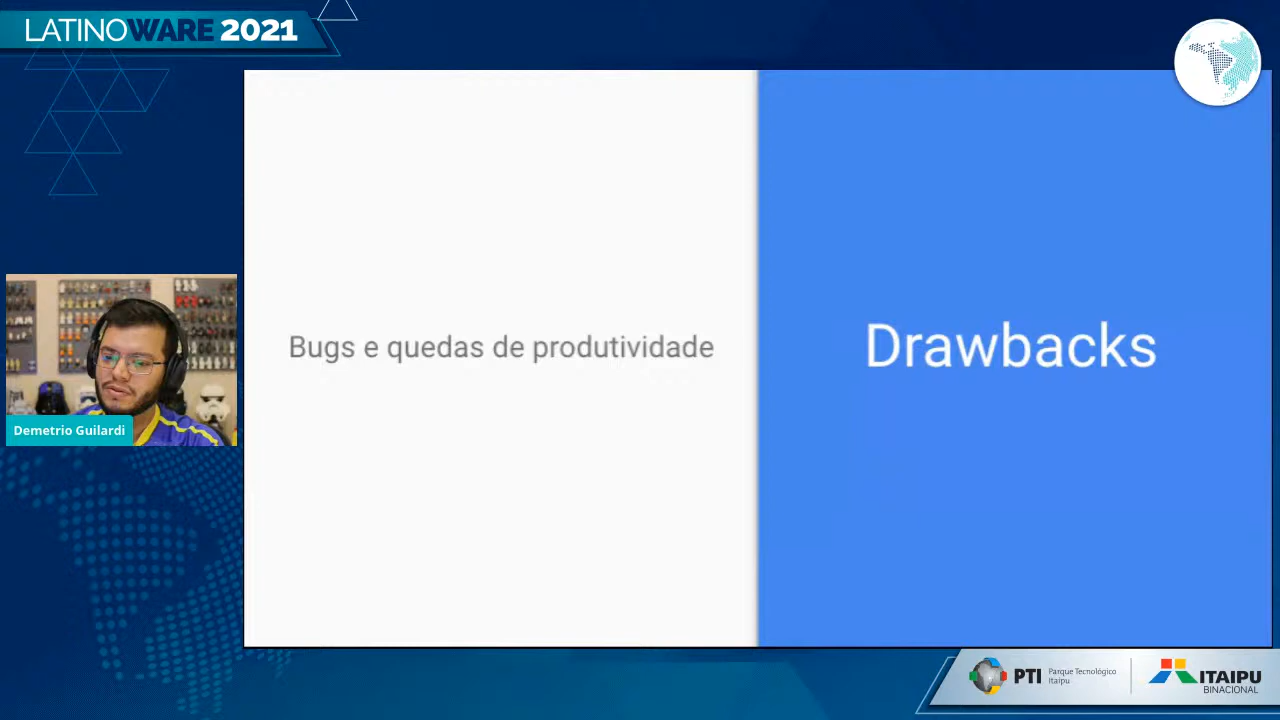 LATINOWARE 2021
Bugs e quedas de produtividade
Drawbacks
Demetrio Guilardi
PTI
Parque Tecnológico
Itaipu
ITAIPU
BINACIONAL